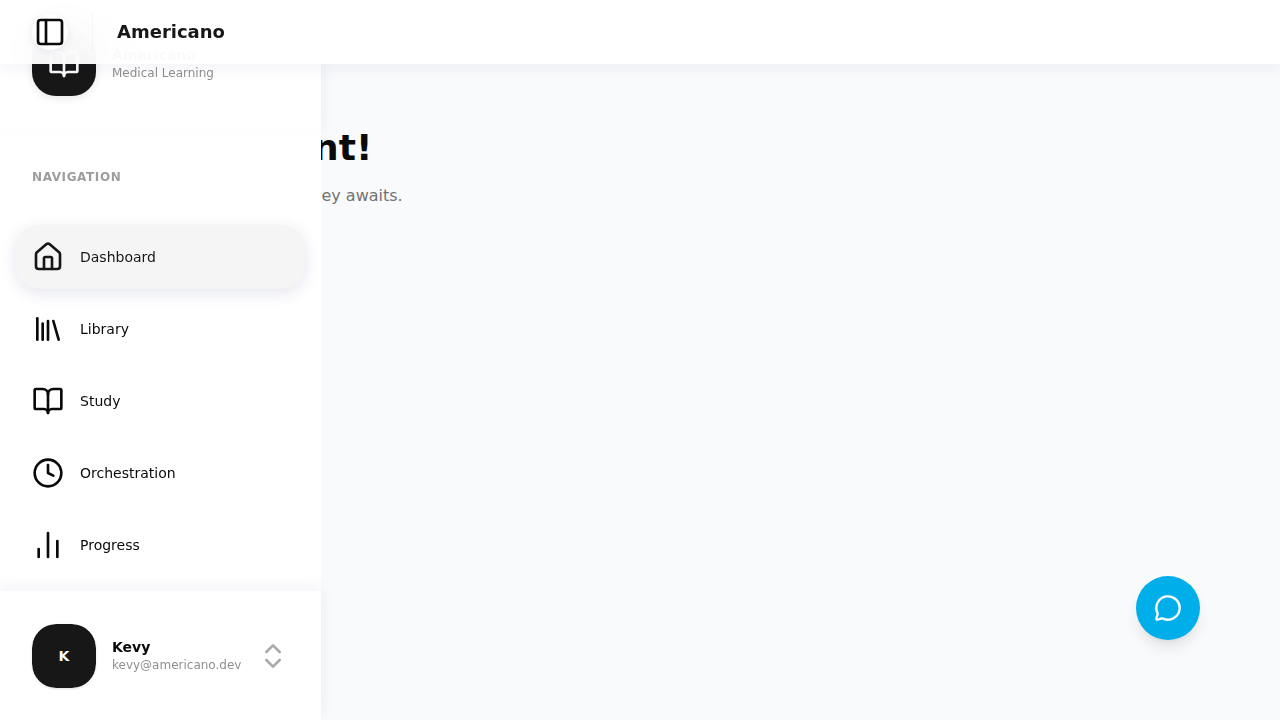 Americano
Americano
Medical Learning
nt!
ey awaits.
NAVIGATION
Dashboard
Library
Study
Orchestration
Progress
K
Kevy
kevy@americano.dev